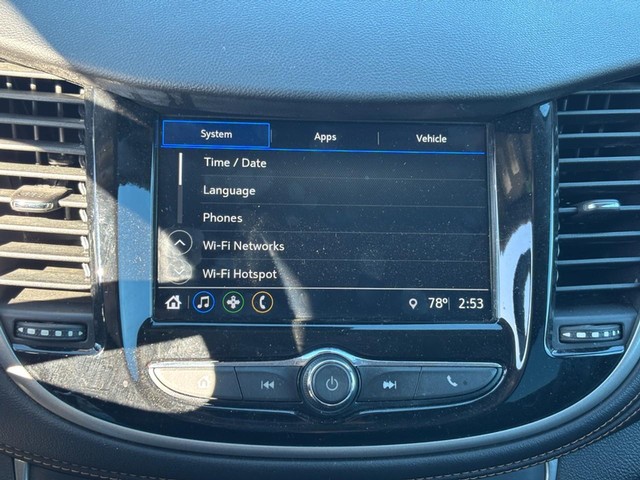 System Apps Vehicle
Time / Date
Language
Phones
Wi-Fi Networks
Wi-Fi Hotspot
78° 2:53